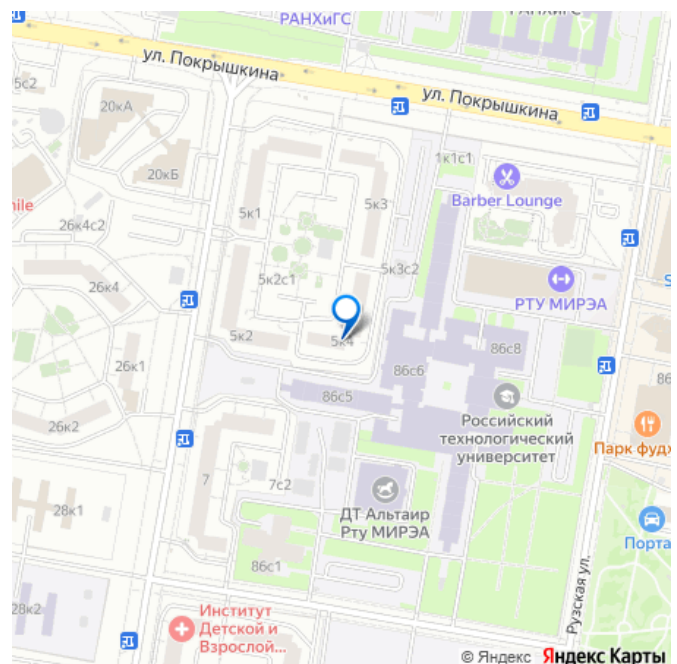 РАНХиГС
ул. Покрышкина
5с2
20кА
ул. Покрышкина
1к1с1
20кБ
Barber Lounge
5к1
5к3
26к4с2
5к2с1
5к3с2
26к4
РТУ МИРЭА
5к2
5к4
86с8
26к1
86с6
86с5
Российский
технологический
университет
26к2
Парк фудх
7
7с2
28к1
ДТ Альтаир
Рту МИРЭА
Порта
86с1
28к2
Рузская ул.
Институт
Детской и
Взрослой...
© Яндекс Яндекс Карты